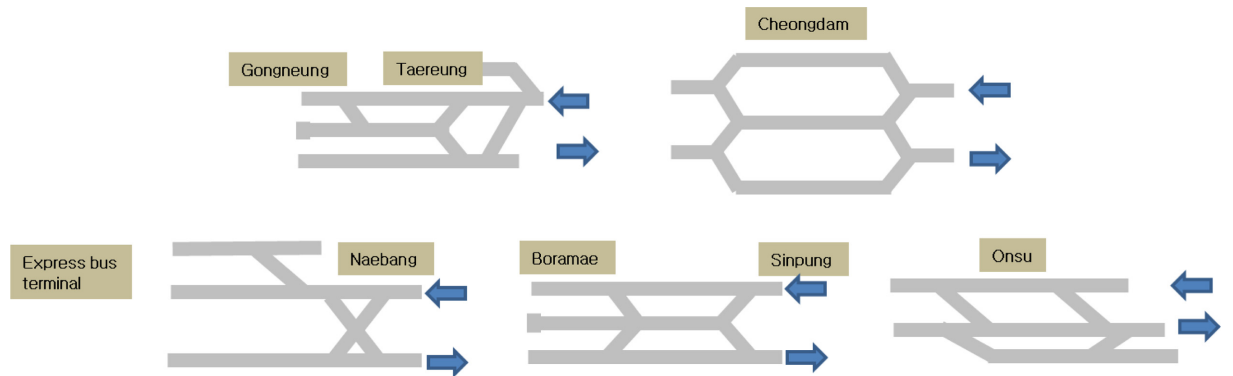 Cheongdam
Gongneung
Taereung
Express bus
terminal
Naebang
Boramae
Sinpung
Onsu